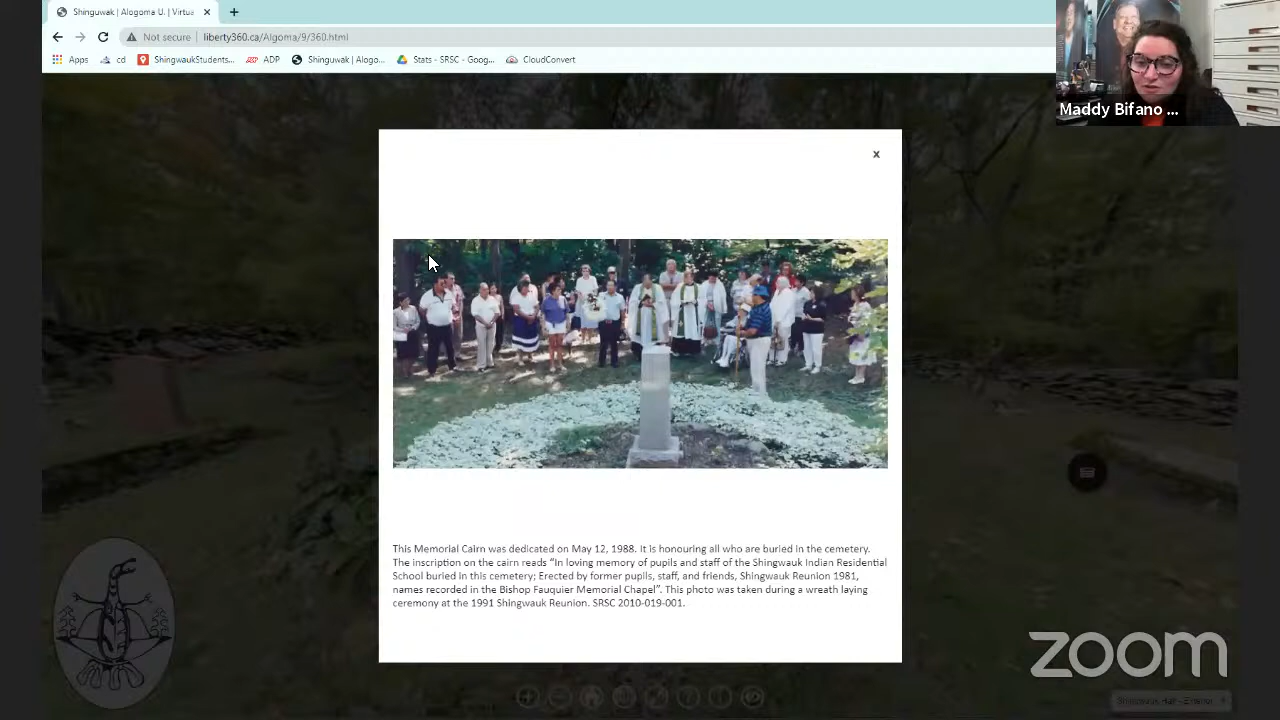 Shinguwak | Alogoma U. | Virtua
Not secure liberty360.ca/Algoma/9/360.html
Apps cd ShingwaukStudents... ADP Shinguwak | Alogo... Stats - SRSC - Goog... CloudConvert
Maddy Bifano ...
x
This Memorial Cairn was dedicated on May 12, 1988. It is honouring all who are buried in the cemetery.
The inscription on the cairn reads “In loving memory of pupils and staff of the Shingwauk Indian Residential
School buried in this cemetery; Erected by former pupils, staff, and friends, Shingwauk Reunion 1981,
names recorded in the Bishop Fauquier Memorial Chapel”. This photo was taken during a wreath laying
ceremony at the 1991 Shingwauk Reunion. SRSC 2010-019-001.
zoom